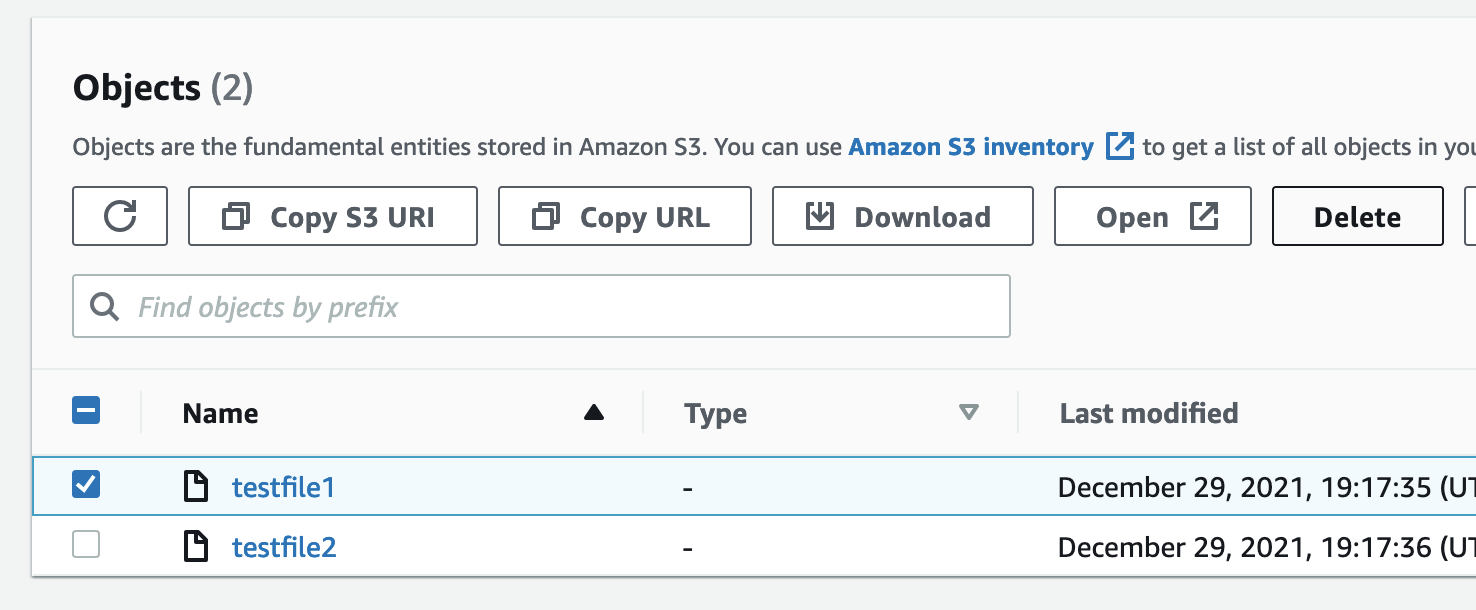 Objects (2)
Objects are the fundamental entities stored in Amazon S3. You can use Amazon S3 inventory to get a list of all objects in you
Copy S3 URI Copy URL Download Open Delete
Find objects by prefix
Name Type Last modified
testfile1 - December 29, 2021, 19:17:35 (UT
testfile2 - December 29, 2021, 19:17:36 (UT